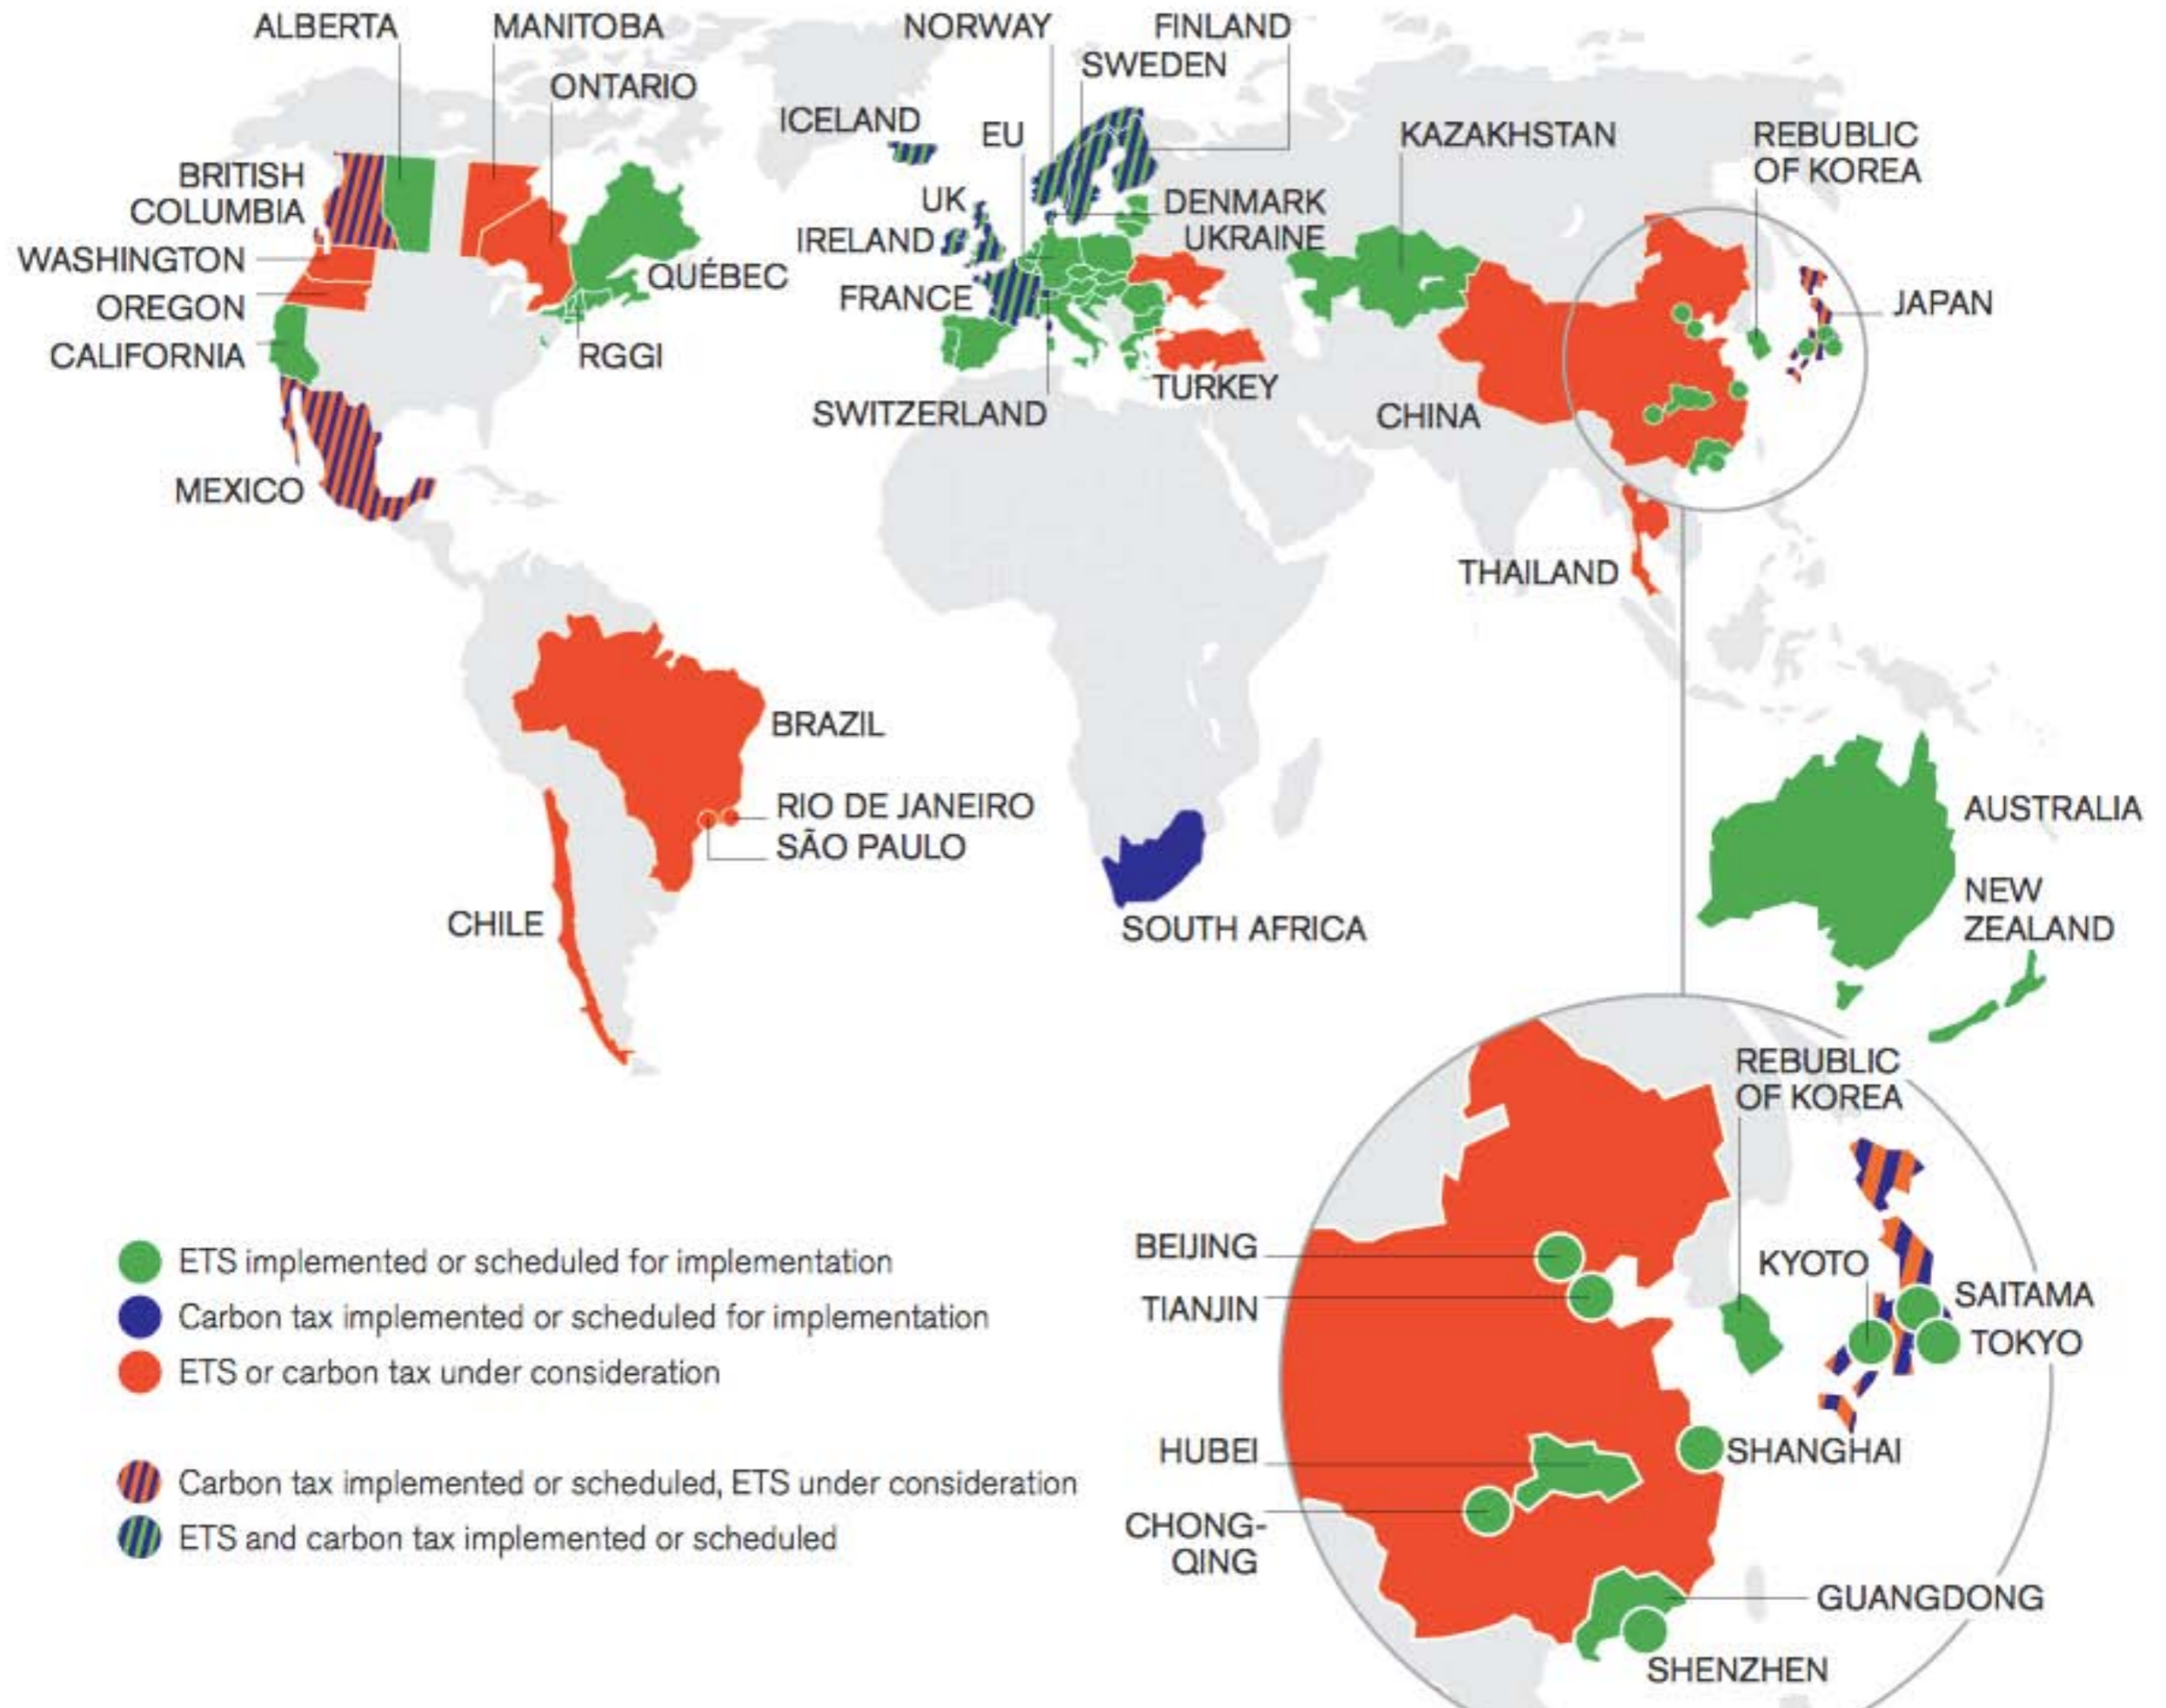 ALBERTA
MANITOBA
ONTARIO
BRITISH
COLUMBIA
WASHINGTON
OREGON
CALIFORNIA
QUÉBEC
RGGI
MEXICO
NORWAY
FINLAND
SWEDEN
ICELAND
EU
UK
IRELAND
FRANCE
DENMARK
UKRAINE
SWITZERLAND
TURKEY
KAZAKHSTAN
REBUBLIC
OF KOREA
JAPAN
CHINA
THAILAND
BRAZIL
RIO DE JANEIRO
SÃO PAULO
CHILE
SOUTH AFRICA
AUSTRALIA
NEW
ZEALAND
REBUBLIC
OF KOREA
BEIJING
TIANJIN
KYOTO
SAITAMA
TOKYO
HUBEI
SHANGHAI
CHONG-
QING
GUANGDONG
SHENZHEN
ETS implemented or scheduled for implementation
Carbon tax implemented or scheduled for implementation
ETS or carbon tax under consideration
Carbon tax implemented or scheduled, ETS under consideration
ETS and carbon tax implemented or scheduled